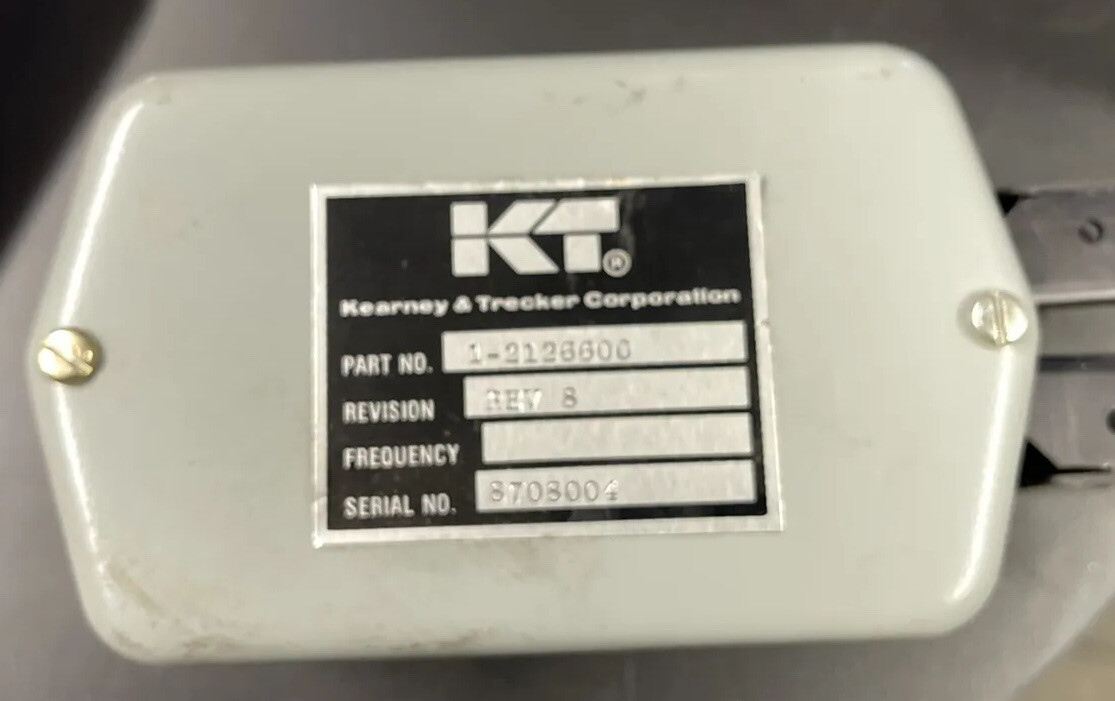 KT®
Kearney & Trecker Corporation
PART NO. 1-2126600
REVISION REV 8
FREQUENCY
SERIAL NO. 8708004